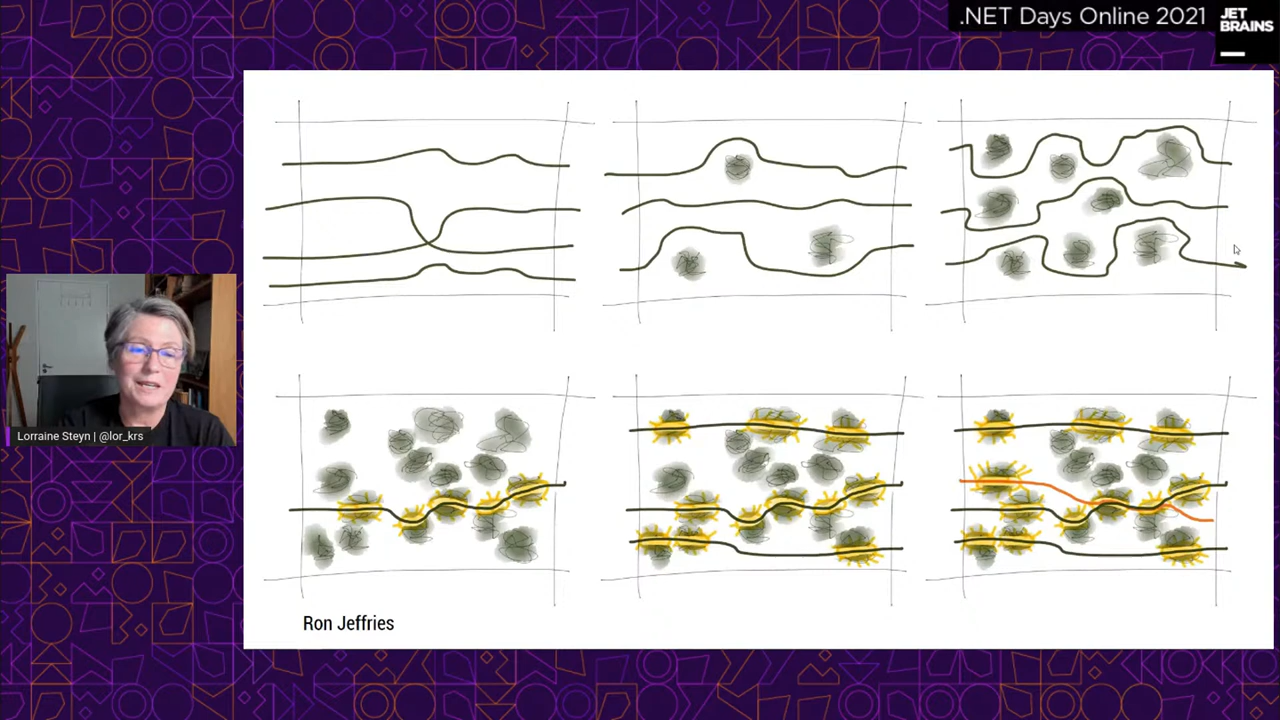 .NET Days Online 2021
JET
BRAINS
Lorraine Steyn | @lor_krs
Ron Jeffries